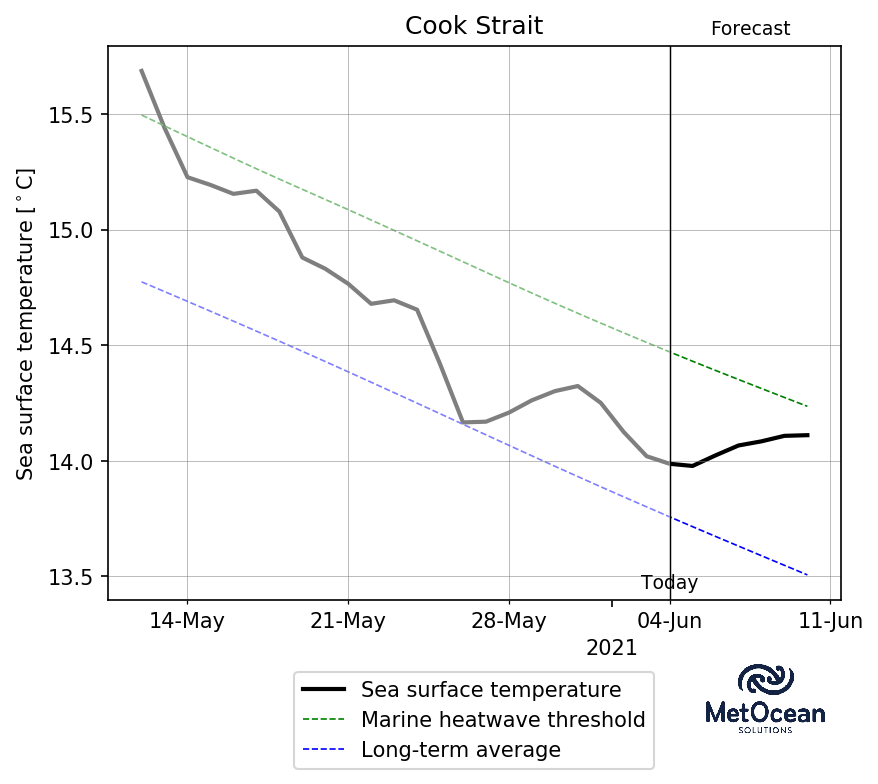 Cook Strait
Forecast
Sea surface temperature [°C]
15.5
15.0
14.5
14.0
13.5
Today
14-May
21-May
28-May
04-Jun
11-Jun
2021
Sea surface temperature
Marine heatwave threshold
Long-term average
MetOcean
SOLUTIONS